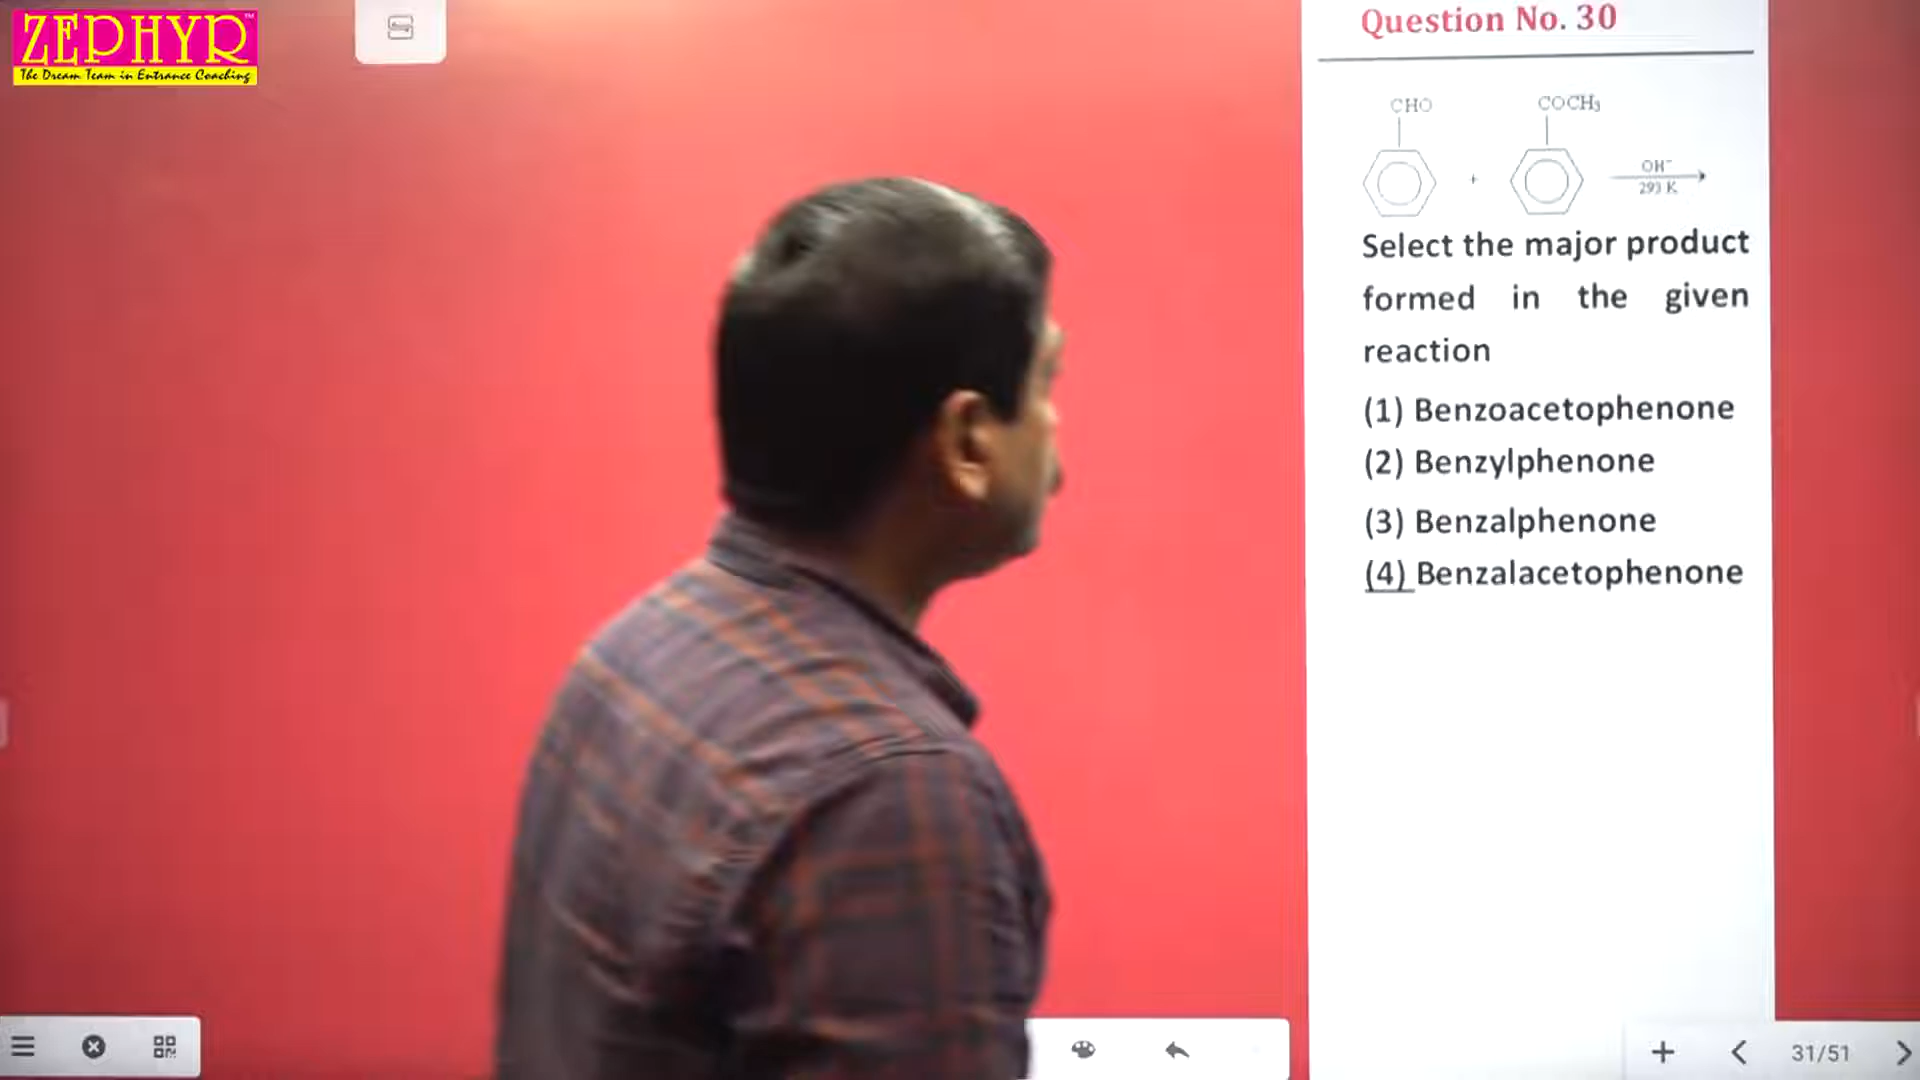 ZEPHYR™
The Dream Team in Entrance Coaching
Question No. 30
CHO
COCH₃
+
OH⁻
293 K
Select the major product
formed in the given
reaction
(1) Benzoacetophenone
(2) Benzylphenone
(3) Benzalphenone
(4) Benzalacetophenone
31/51